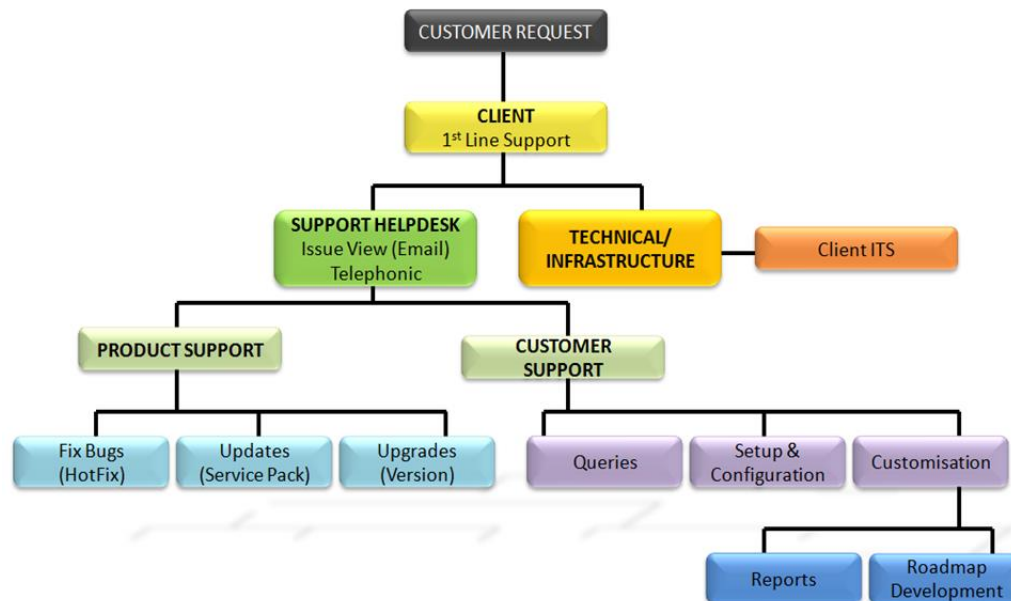 CUSTOMER REQUEST
CLIENT
1st Line Support
SUPPORT HELPDESK
Issue View (Email)
Telephonic
TECHNICAL/
INFRASTRUCTURE
Client ITS
PRODUCT SUPPORT
CUSTOMER
SUPPORT
Fix Bugs
(HotFix)
Updates
(Service Pack)
Upgrades
(Version)
Queries
Setup &
Configuration
Customisation
Reports
Roadmap
Development